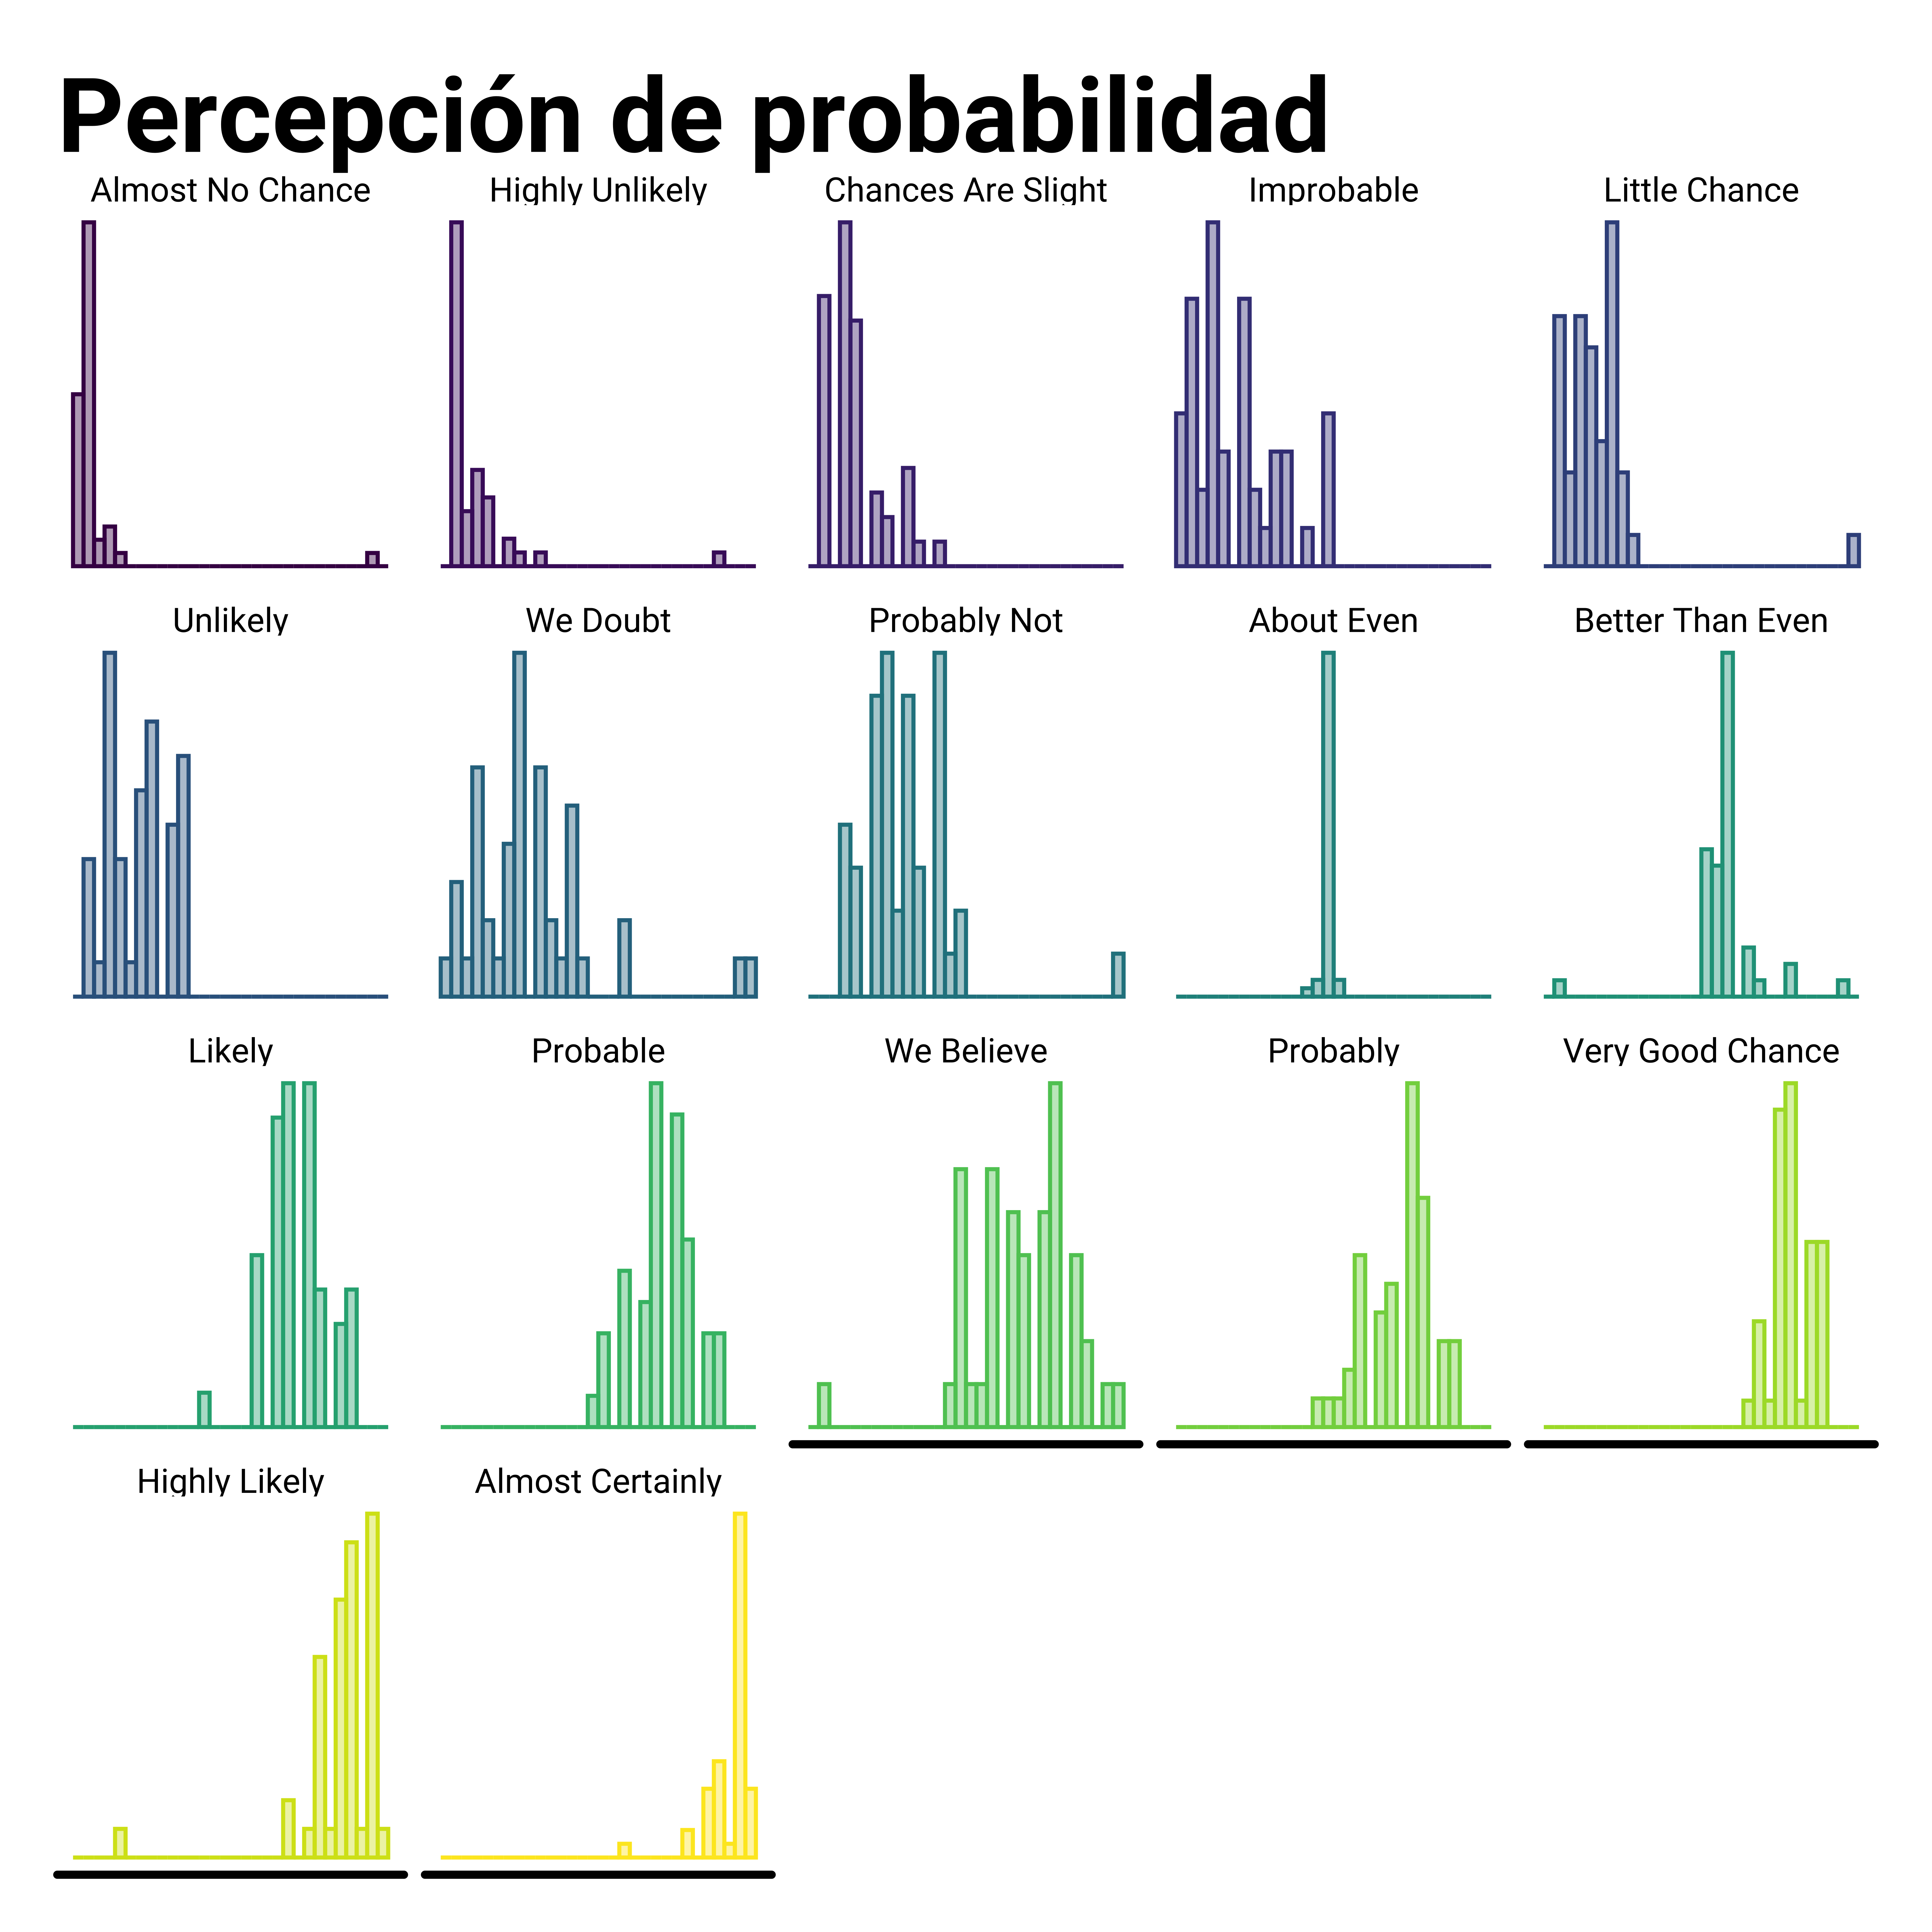 Percepción de probabilidad
Almost No Chance
Highly Unlikely
Chances Are Slight
Improbable
Little Chance
Unlikely
We Doubt
Probably Not
About Even
Better Than Even
Likely
Probable
We Believe
Probably
Very Good Chance
Highly Likely
Almost Certainly